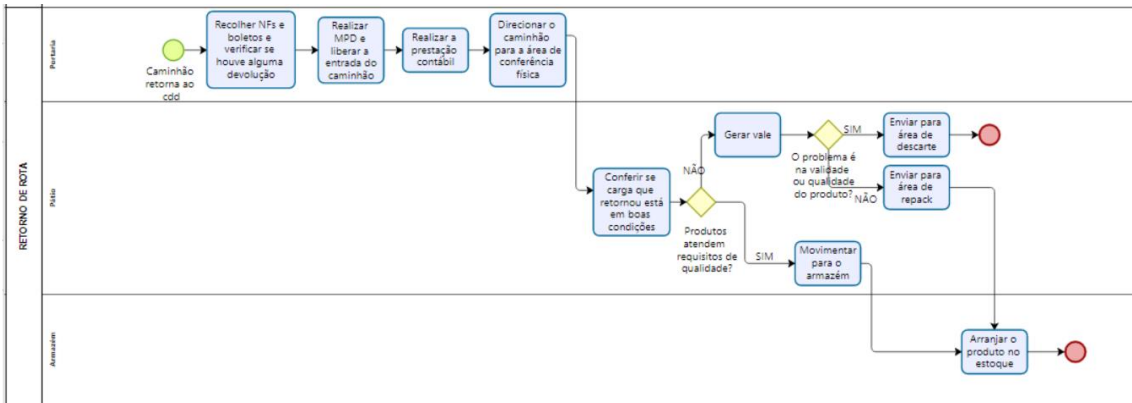 RETORNO DE ROTA
Portaria
Caminhão
retorna ao
cdd
Recolher NFs e
boletos e
verificar se
houve alguma
devolução
Realizar
MPD e
liberar a
entrada do
caminhão
Realizar a
prestação
contábil
Direcionar o
caminhão
para a área de
conferência
física
Pátio
Conferir se
carga que
retornou está
em boas
condições
Produtos
atendem
requisitos de
qualidade?
NÃO
Gerar vale
O problema é
na validade
ou qualidade
do produto?
SIM
Enviar para
área de
descarte
NÃO
Enviar para
área de
repack
SIM
Movimentar
para o
armazém
Armazém
Arranjar o
produto no
estoque